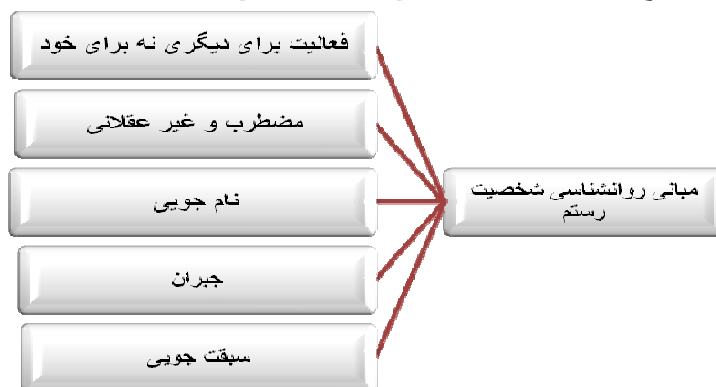 فعالیت برای دیگری نه برای خود
مضطرب و غیر عقلانی
نام جویی
جبران
سبقت جویی
مبانی روانشناسی شخصیت
رستم